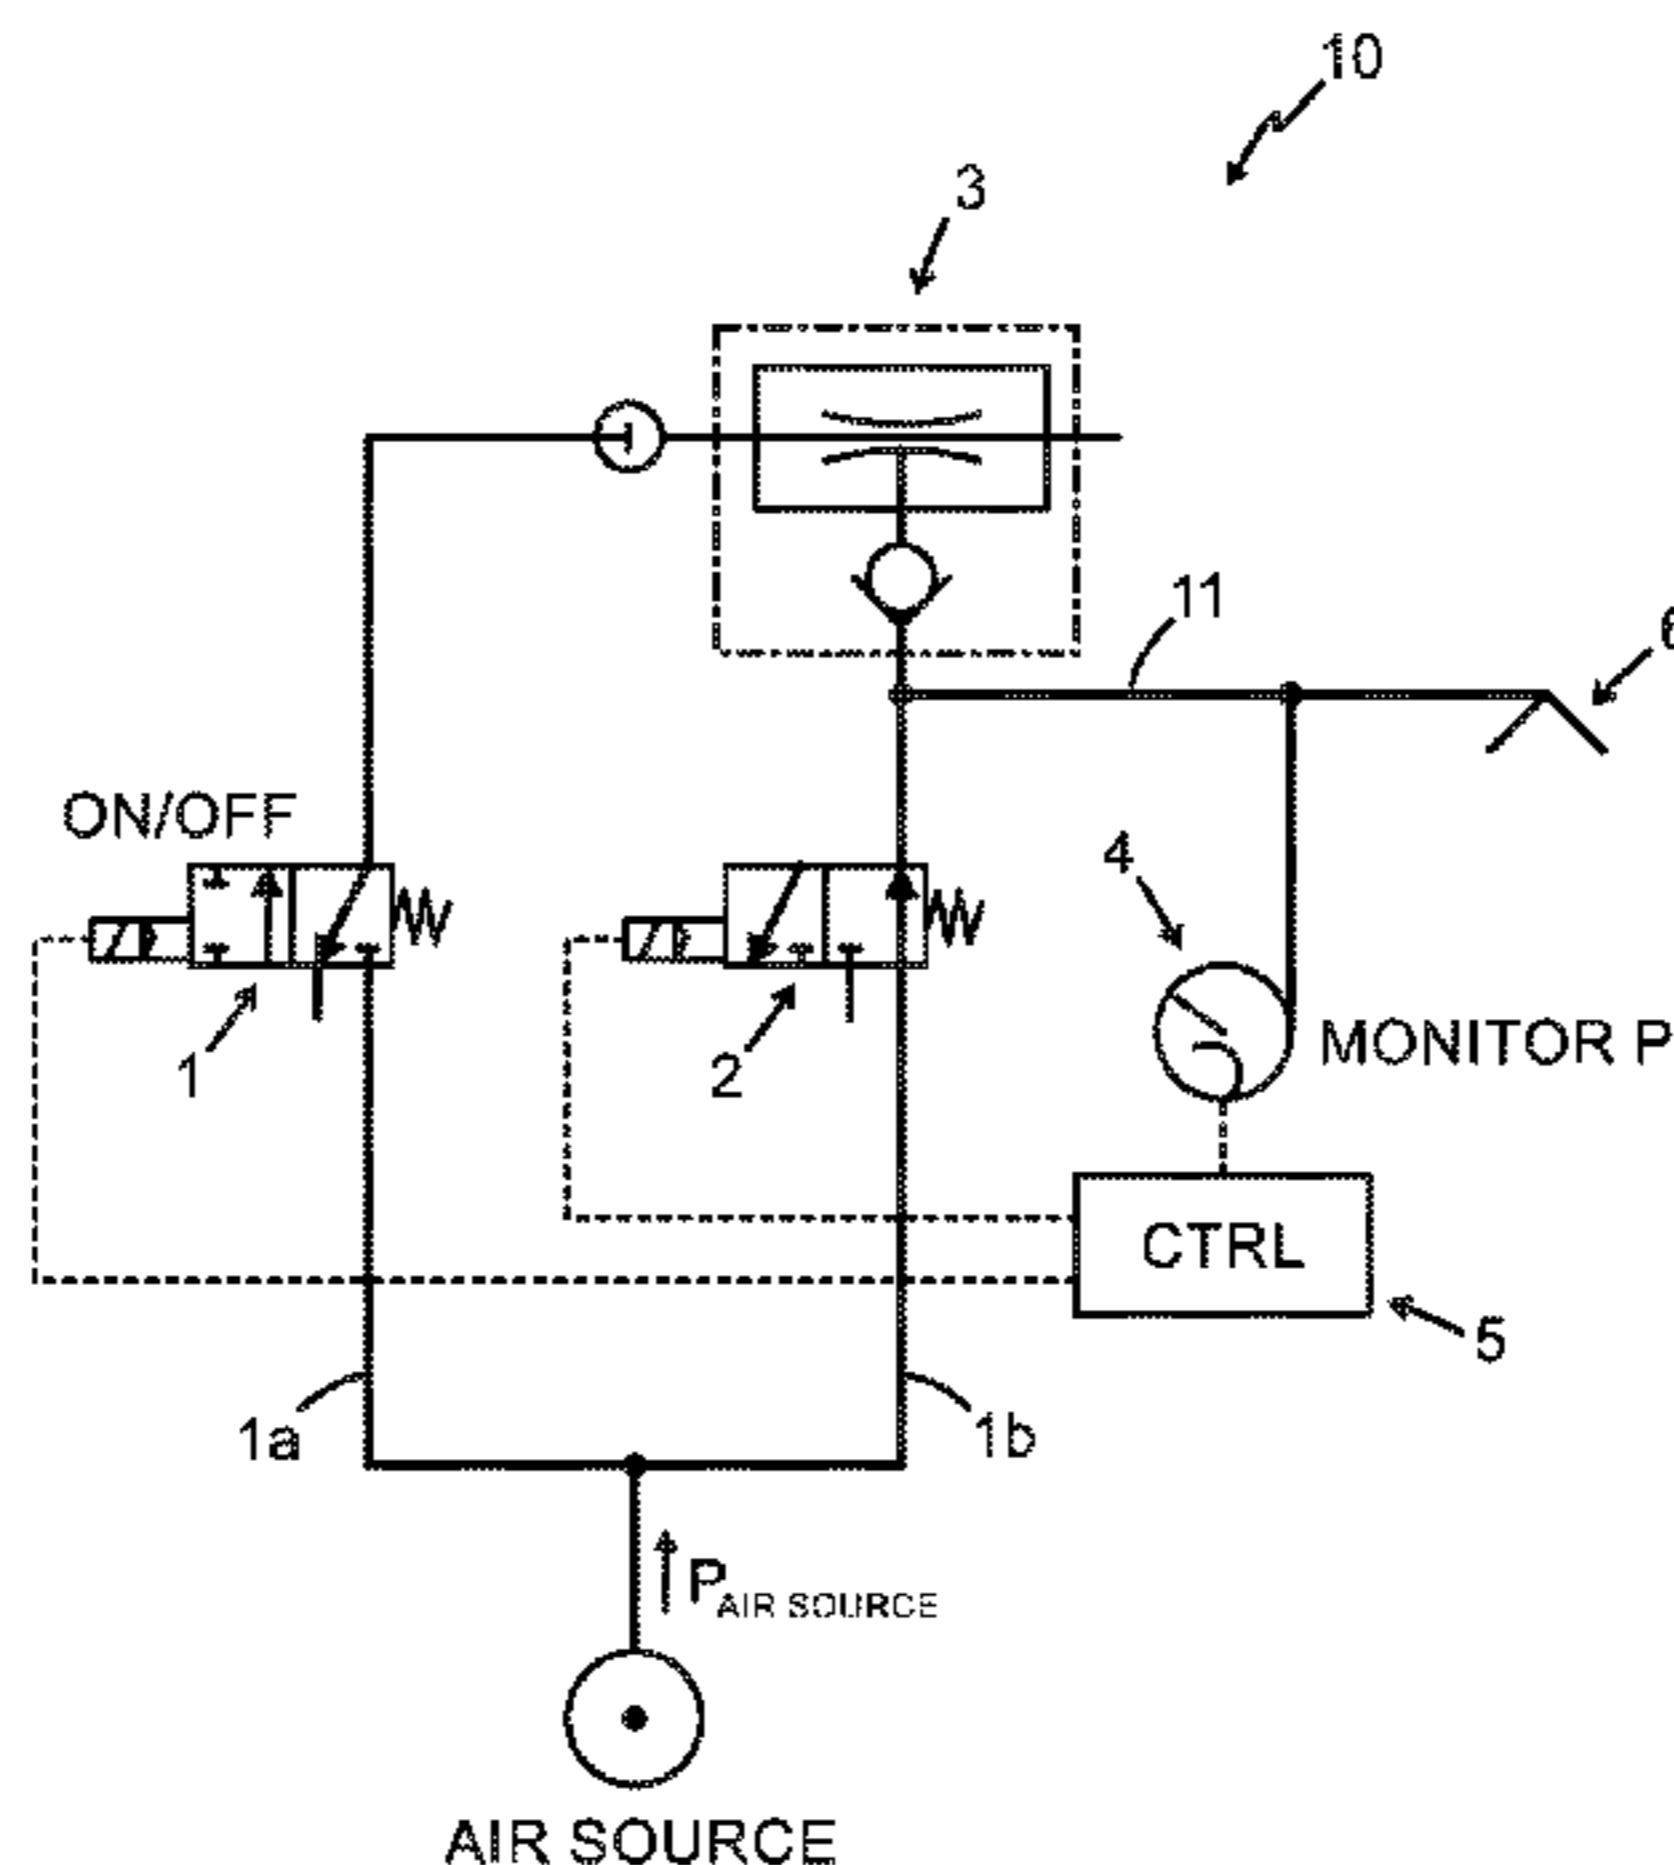 10
3
11
6
ON/OFF
4
1
2
MONITOR P
CTRL
5
1a
1b
P AIR SOURCE
AIR SOURCE